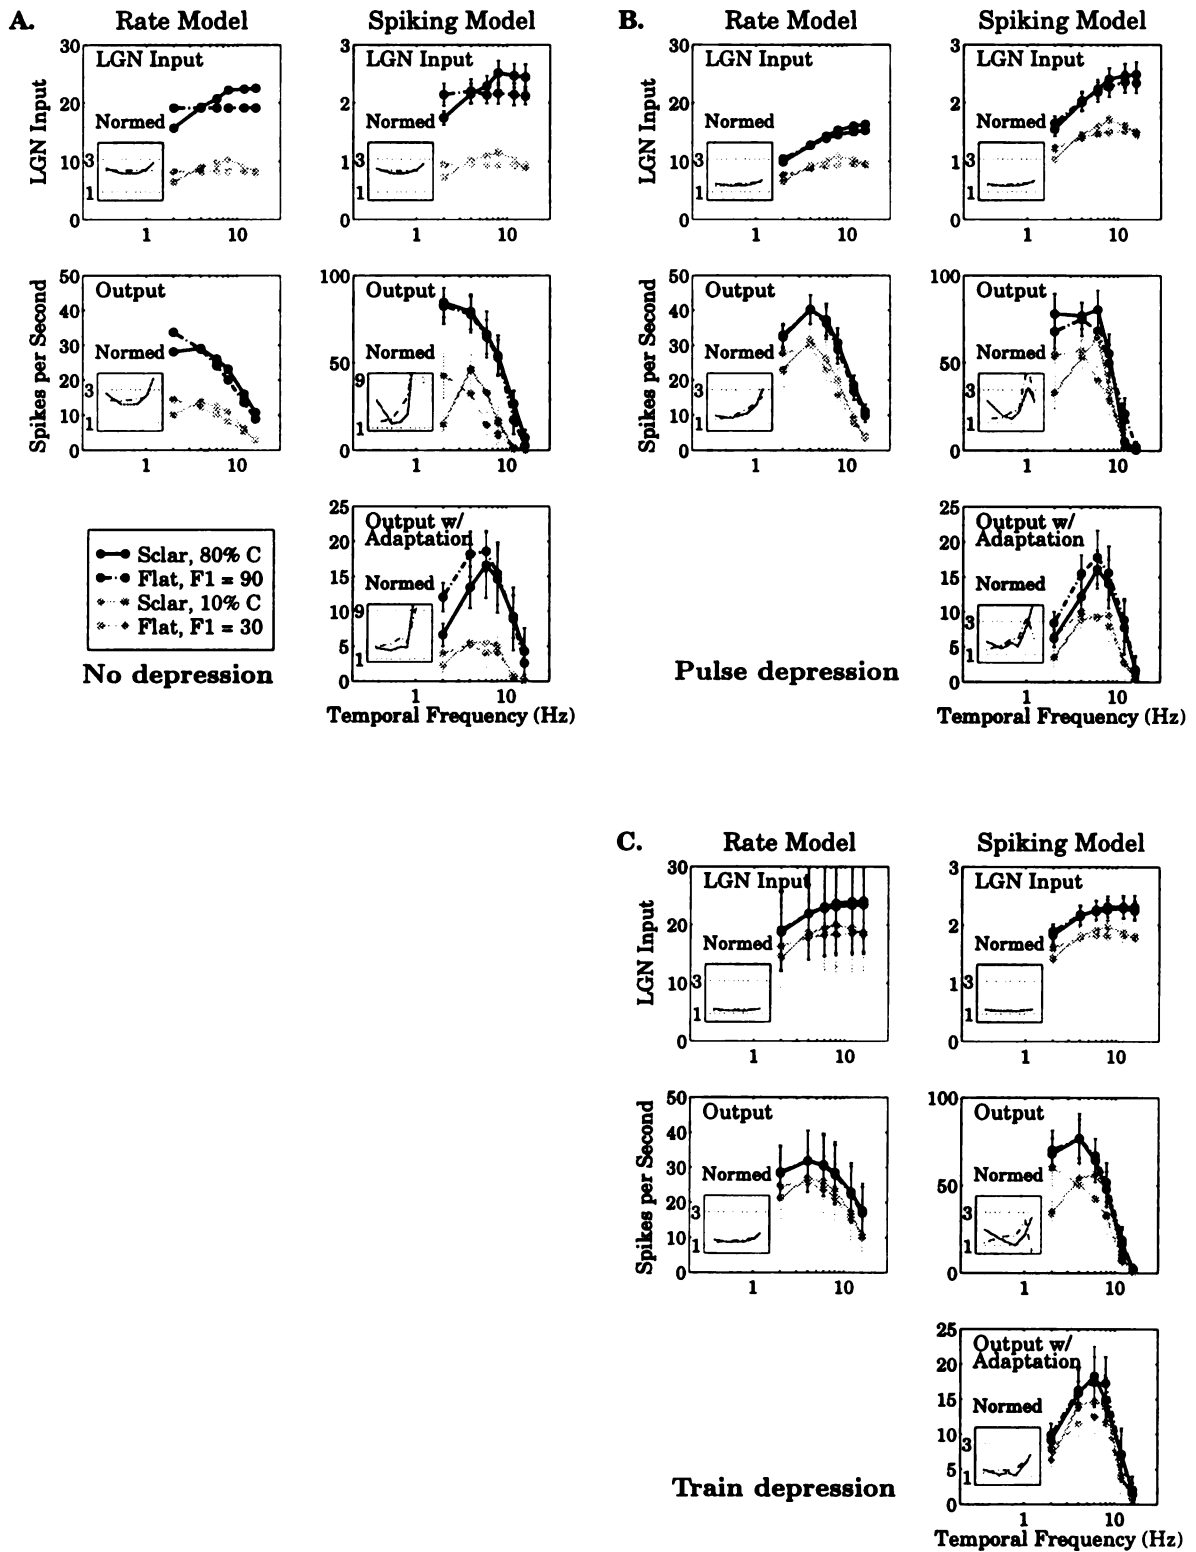 A.
Rate Model
Spiking Model
LGN Input
30
20
10
0
LGN Input
Normed
3
1
1
10
3
2
1
0
LGN Input
Normed
3
1
1
10
Spikes per Second
50
40
30
20
10
0
Output
Normed
3
1
1
10
100
50
0
Output
Normed
9
1
1
10
Sclar, 80% C
Flat, F1 = 90
Sclar, 10% C
Flat, F1 = 30
No depression
25
20
15
10
5
0
Output w/
Adaptation
Normed
9
1
1
10
Temporal Frequency (Hz)
B.
Rate Model
Spiking Model
LGN Input
30
20
10
0
LGN Input
Normed
3
1
1
10
3
2
1
0
LGN Input
Normed
3
1
1
10
Spikes per Second
50
40
30
20
10
0
Output
Normed
3
1
1
10
100
50
0
Output
Normed
3
1
1
10
Pulse depression
25
20
15
10
5
0
Output w/
Adaptation
Normed
3
1
1
10
Temporal Frequency (Hz)
C.
Rate Model
Spiking Model
LGN Input
30
20
10
0
LGN Input
Normed
3
1
1
10
3
2
1
0
LGN Input
Normed
3
1
1
10
Spikes per Second
50
40
30
20
10
0
Output
Normed
3
1
1
10
100
50
0
Output
Normed
3
1
1
10
Train depression
25
20
15
10
5
0
Output w/
Adaptation
Normed
3
1
1
10
Temporal Frequency (Hz)